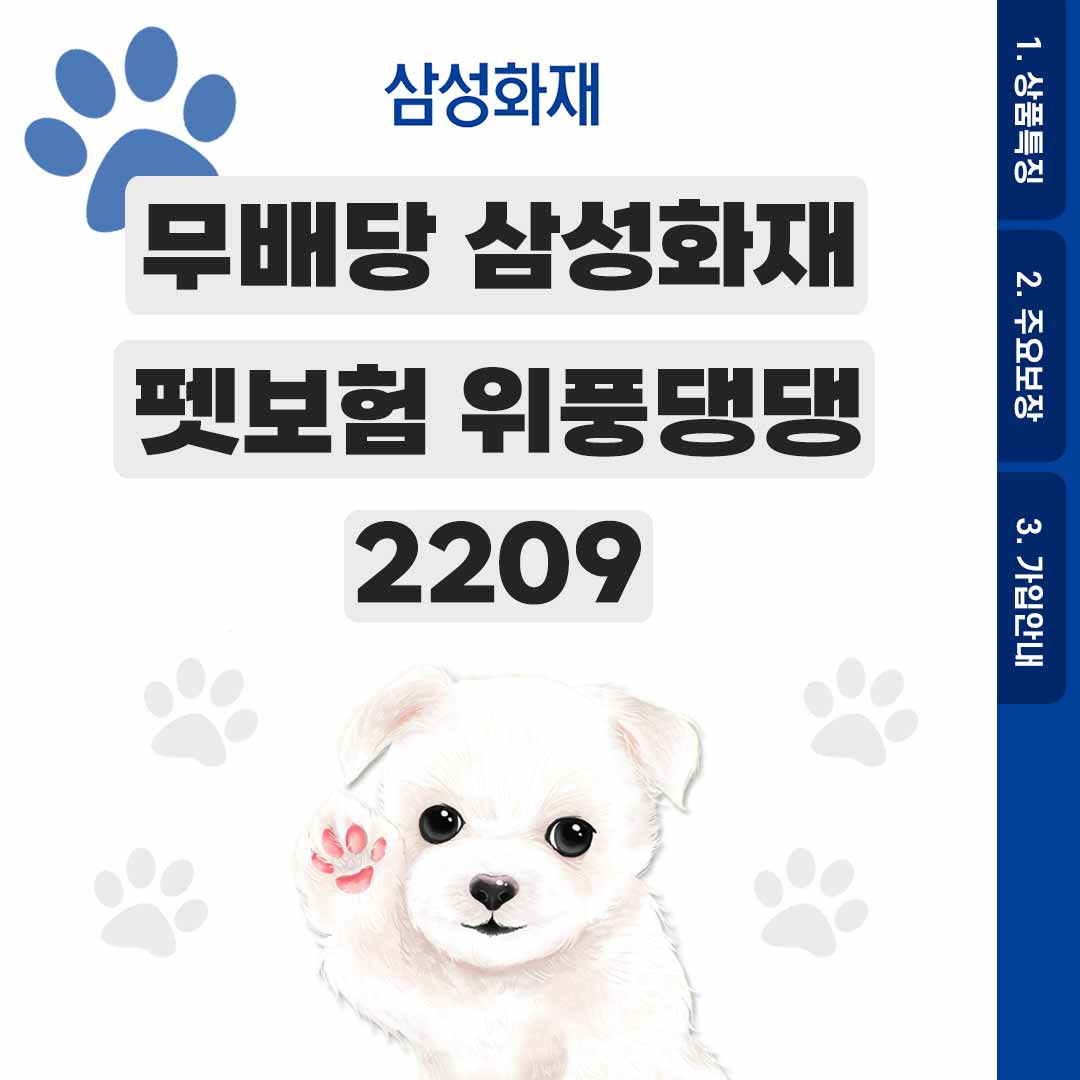 삼성화재
무배당 삼성화재
펫보험 위풍댕댕
2209
1. 상품특징
2. 주요보장
3. 가입안내